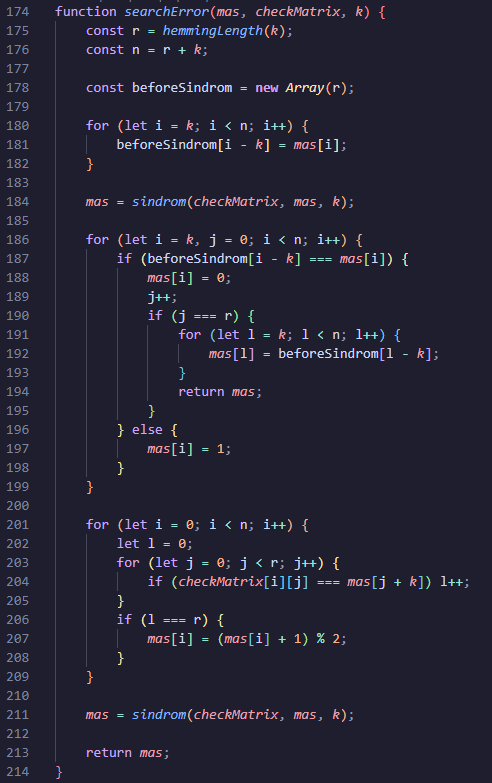 174 function searchError(mas, checkMatrix, k) {
175     const r = hemmingLength(k);
176     const n = r + k;
177
178     const beforeSindrom = new Array(r);
179
180     for (let i = k; i < n; i++) {
181         beforeSindrom[i - k] = mas[i];
182     }
183
184     mas = sindrom(checkMatrix, mas, k);
185
186     for (let i = k, j = 0; i < n; i++) {
187         if (beforeSindrom[i - k] === mas[i]) {
188             mas[i] = 0;
189             j++;
190             if (j === r) {
191                 for (let l = k; l < n; l++) {
192                     mas[l] = beforeSindrom[l - k];
193                 }
194                 return mas;
195             }
196         } else {
197             mas[i] = 1;
198         }
199     }
200
201     for (let i = 0; i < n; i++) {
202         let l = 0;
203         for (let j = 0; j < r; j++) {
204             if (checkMatrix[i][j] === mas[j + k]) l++;
205         }
206         if (l === r) {
207             mas[i] = (mas[i] + 1) % 2;
208         }
209     }
210
211     mas = sindrom(checkMatrix, mas, k);
212
213     return mas;
214 }